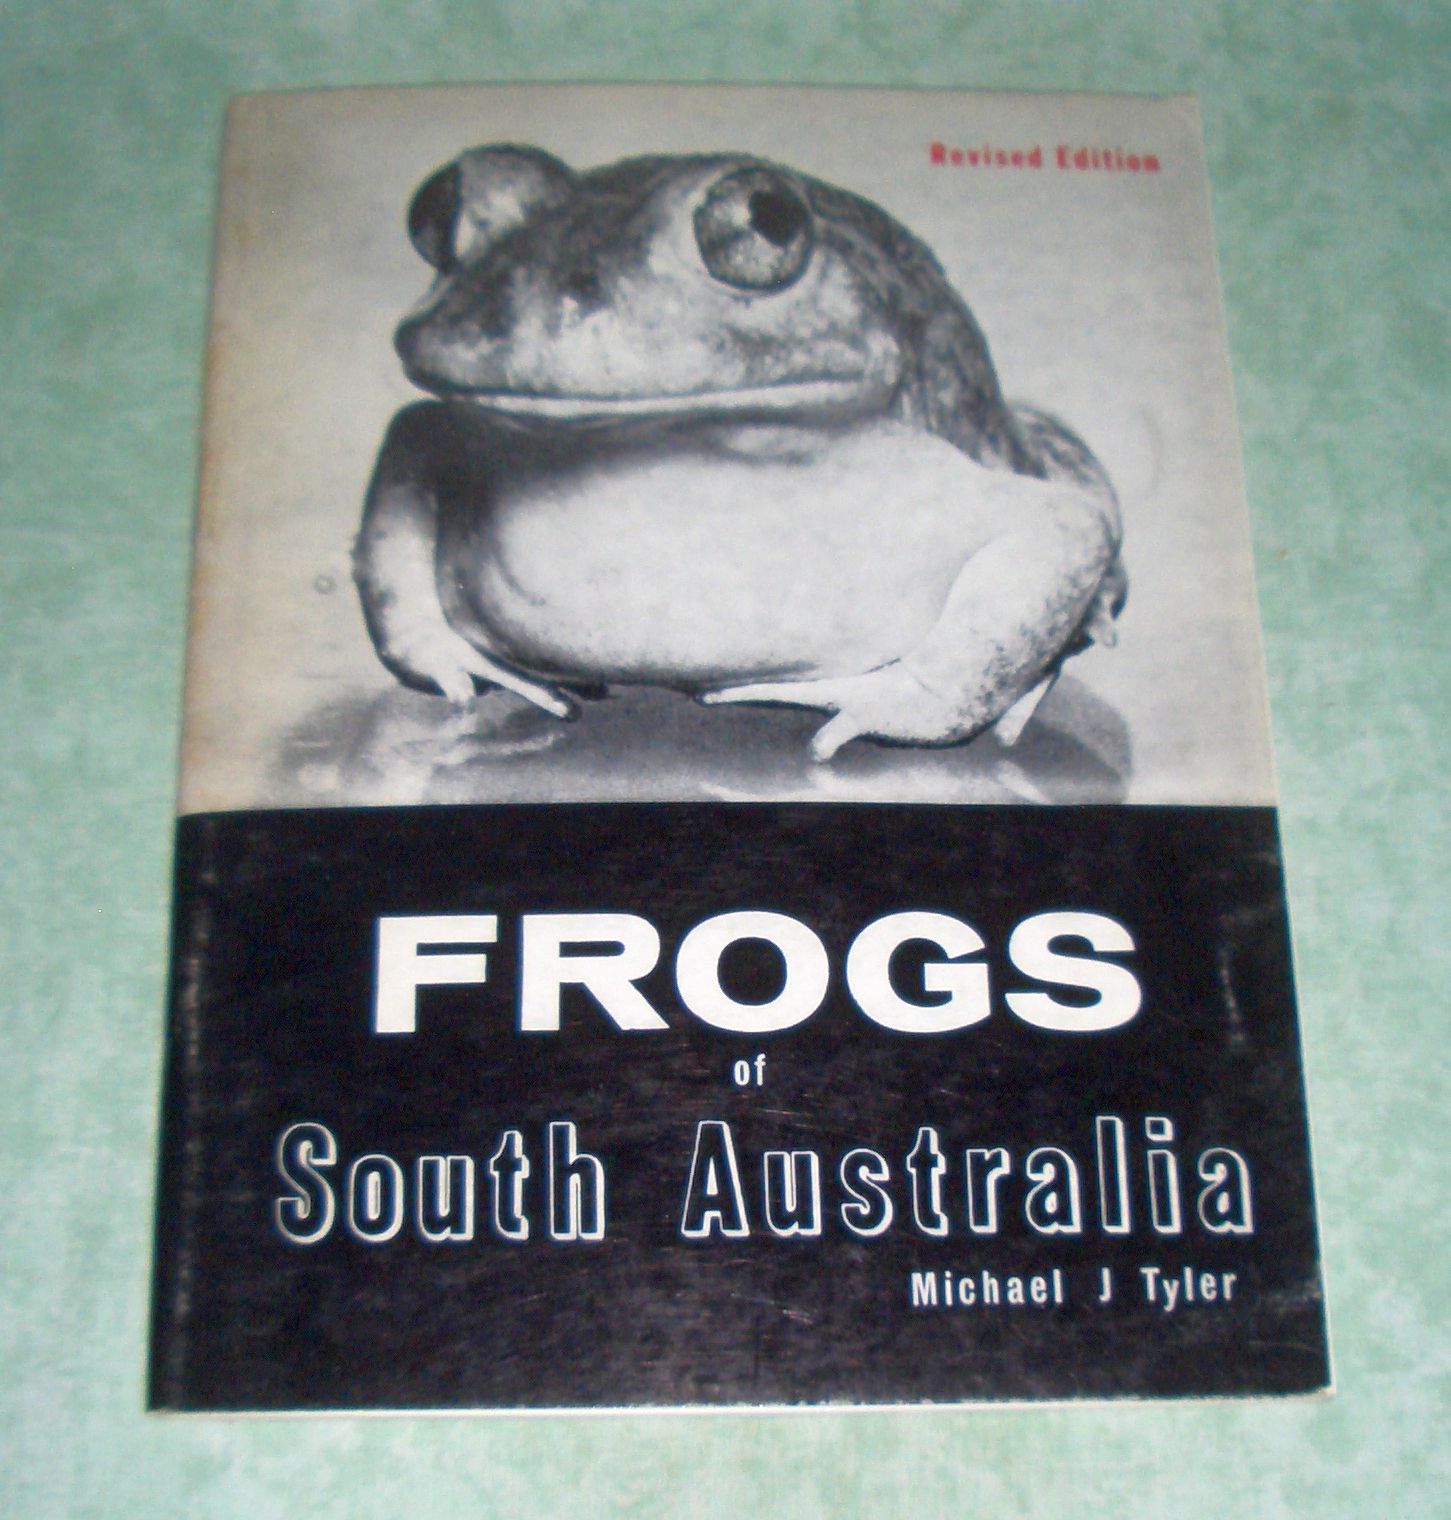 Revised Edition
FROGS
of
South Australia
Michael J Tyler